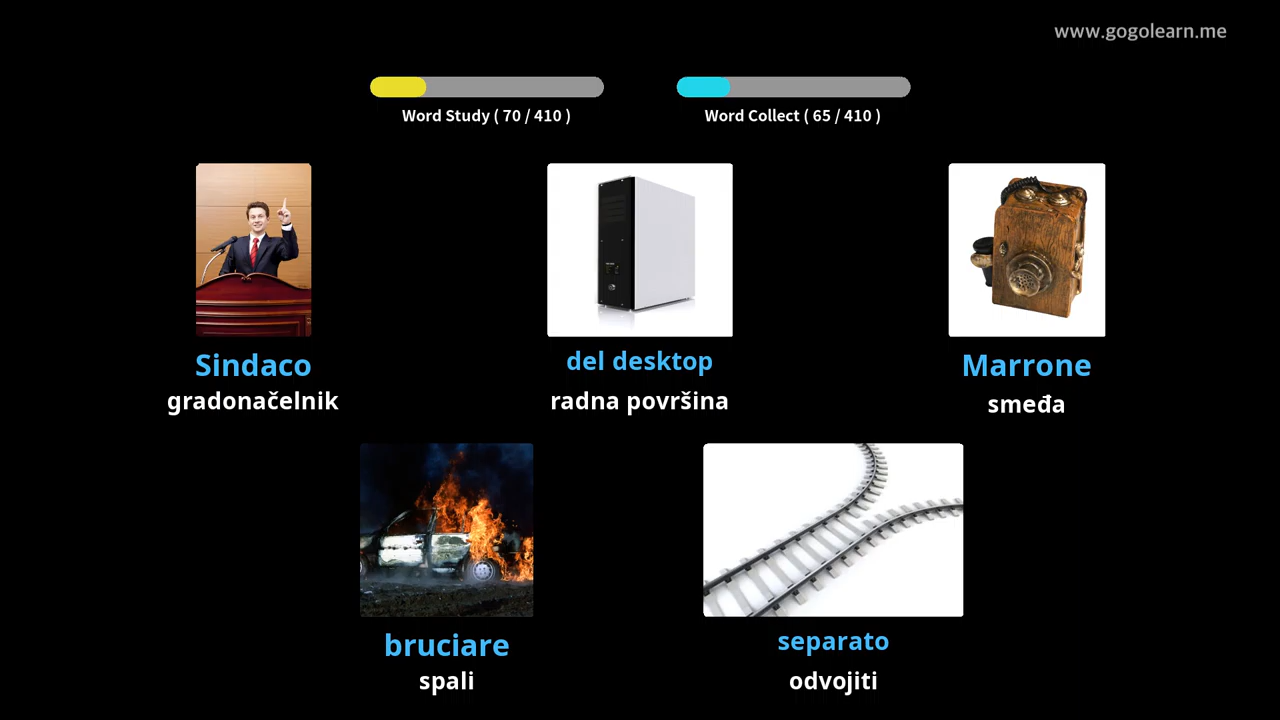 www.gogolearn.me
Word Study ( 70 / 410 )
Word Collect ( 65 / 410 )
Sindaco
gradonačelnik
del desktop
radna površina
Marrone
smeđa
bruciare
spali
separato
odvojiti